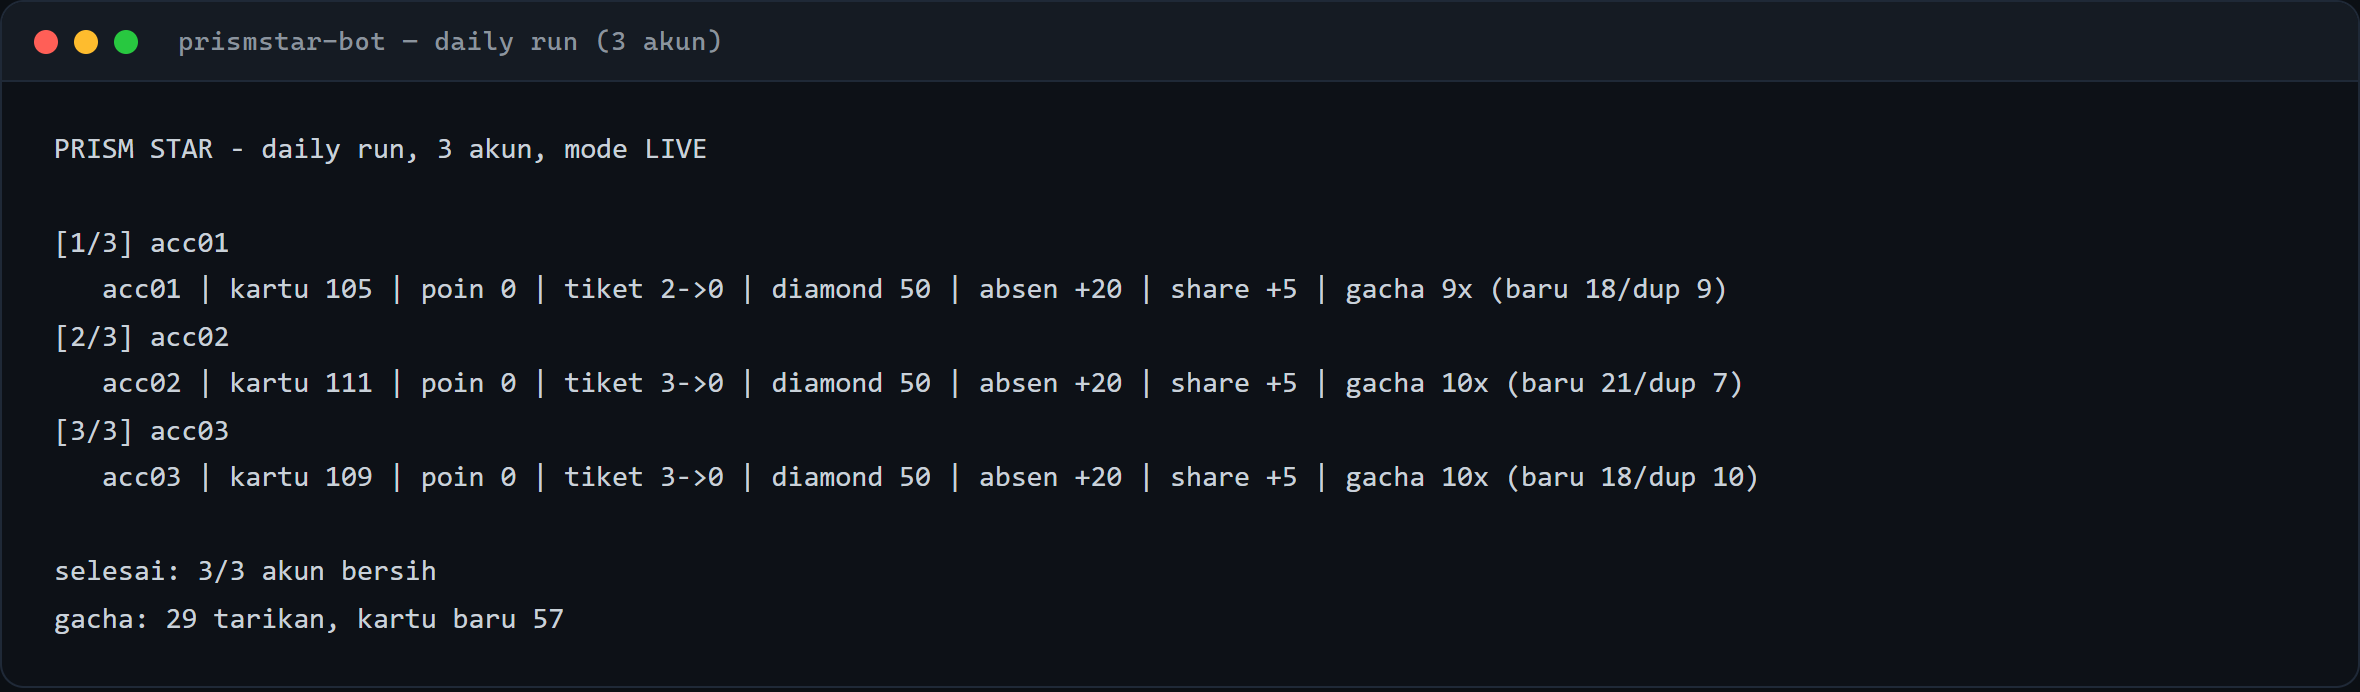 prismstar-bot — daily run (3 akun)
PRISM STAR - daily run, 3 akun, mode LIVE
[1/3] acc01
acc01 | kartu 105 | poin 0 | tiket 2->0 | diamond 50 | absen +20 | share +5 | gacha 9x (baru 18/dup 9)
[2/3] acc02
acc02 | kartu 111 | poin 0 | tiket 3->0 | diamond 50 | absen +20 | share +5 | gacha 10x (baru 21/dup 7)
[3/3] acc03
acc03 | kartu 109 | poin 0 | tiket 3->0 | diamond 50 | absen +20 | share +5 | gacha 10x (baru 18/dup 10)
selesai: 3/3 akun bersih
gacha: 29 tarikan, kartu baru 57